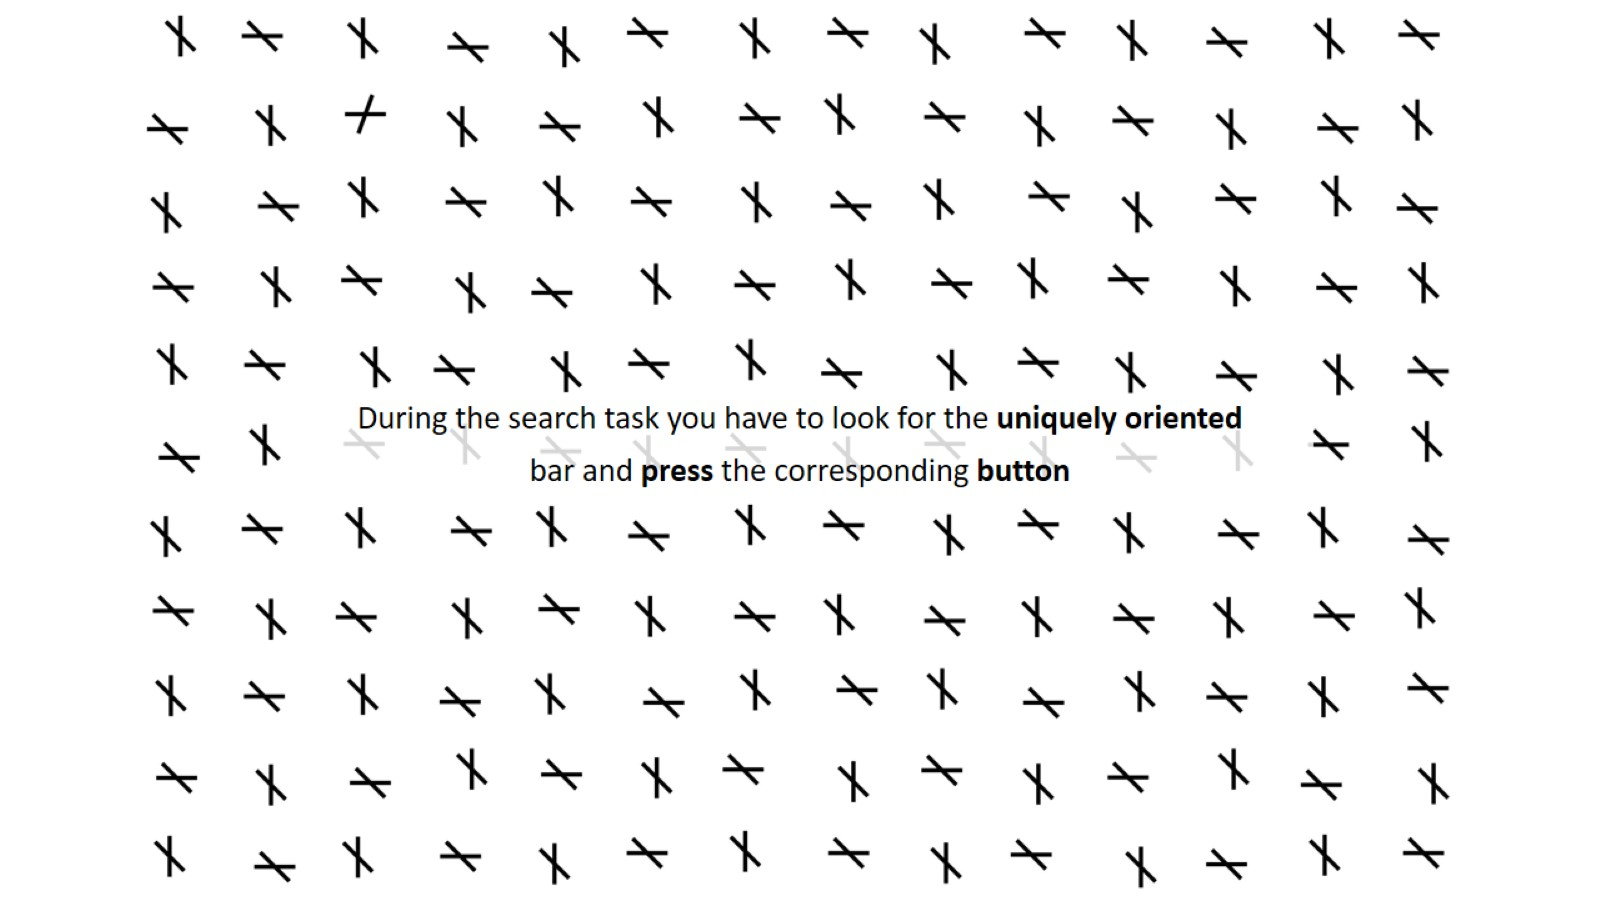 During the search task you have to look for the uniquely oriented
bar and press the corresponding button